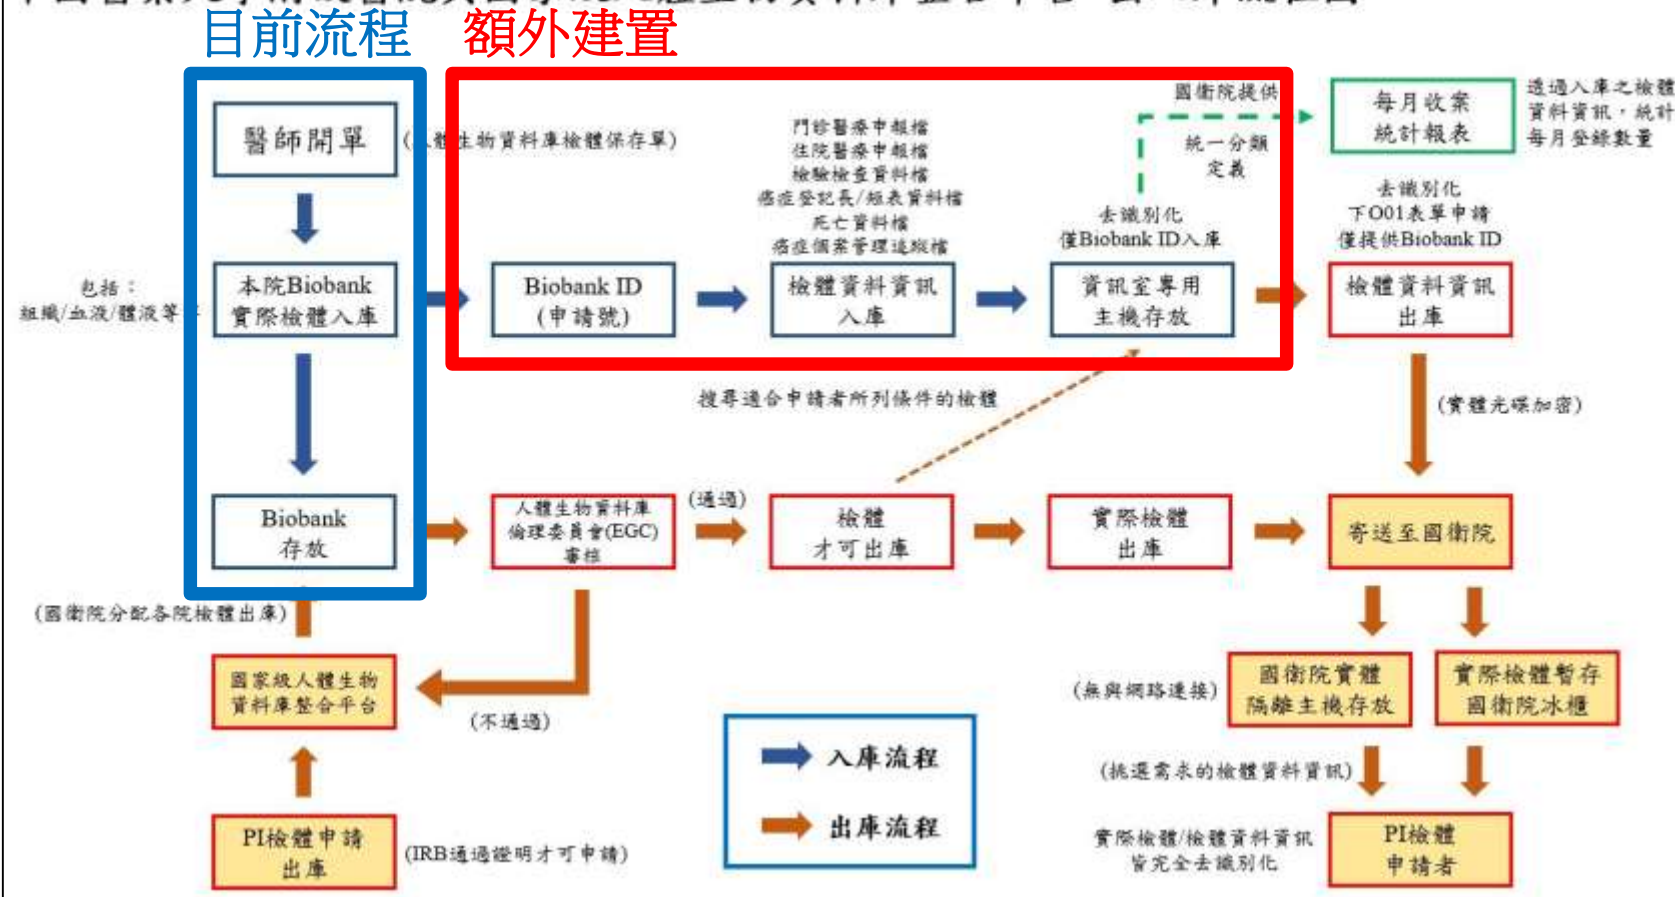 目前流程
額外建置
醫師開單
生物資料庫檢體保存單)
門診醫療申報檔
住院醫療申報檔
檢驗檢查資料檔
癌症登記長/短表資料檔
死亡資料檔
癌症個案管理追蹤檔
國衛院提供
統一分類
定義
每月收案
統計報表
透過入庫之檢體
資料資訊,統計
每月登錄數量
去識別化
僅Biobank ID入庫
去識別化
下O01表單申請
僅提供Biobank ID
包括:
組織/血液/體液等
本院Biobank
實際檢體入庫
Biobank ID
(申請號)
檢體資料資訊
入庫
資訊室專用
主機存放
檢體資料資訊
出庫
搜尋適合申請者所列條件的檢體
(實體光碟加密)
Biobank
存放
人體生物資料庫
倫理委員會(EGC)
審核
(通過)
檢體
才可出庫
實際檢體
出庫
寄送至國衛院
(國衛院分配各院檢體出庫)
國家級人體生物
資料庫整合平台
(不通過)
(無與網路連接)
國衛院實體
隔離主機存放
實際檢體暫存
國衛院冰櫃
入庫流程
出庫流程
(挑選需求的檢體資料資訊)
PI檢體申請
出庫
(IRB通過證明才可申請)
實際檢體/檢體資料資訊
皆完全去識別化
PI檢體
申請者